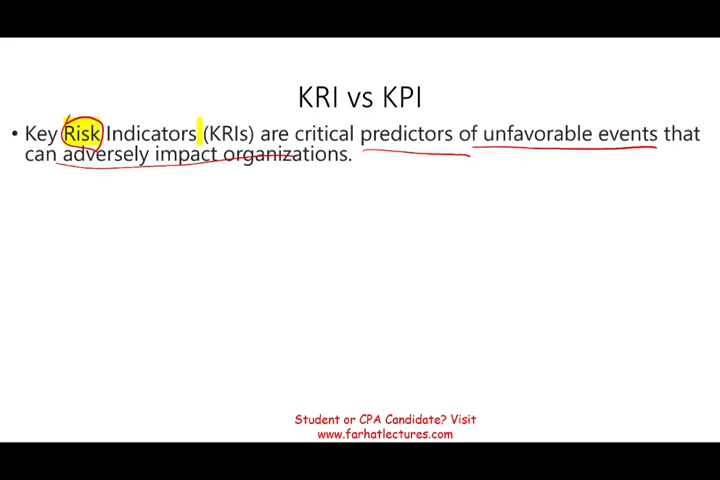 KRI vs KPI
• Key Risk Indicators (KRIs) are critical predictors of unfavorable events that
can adversely impact organizations.
Student or CPA Candidate? Visit
www.farhatlectures.com